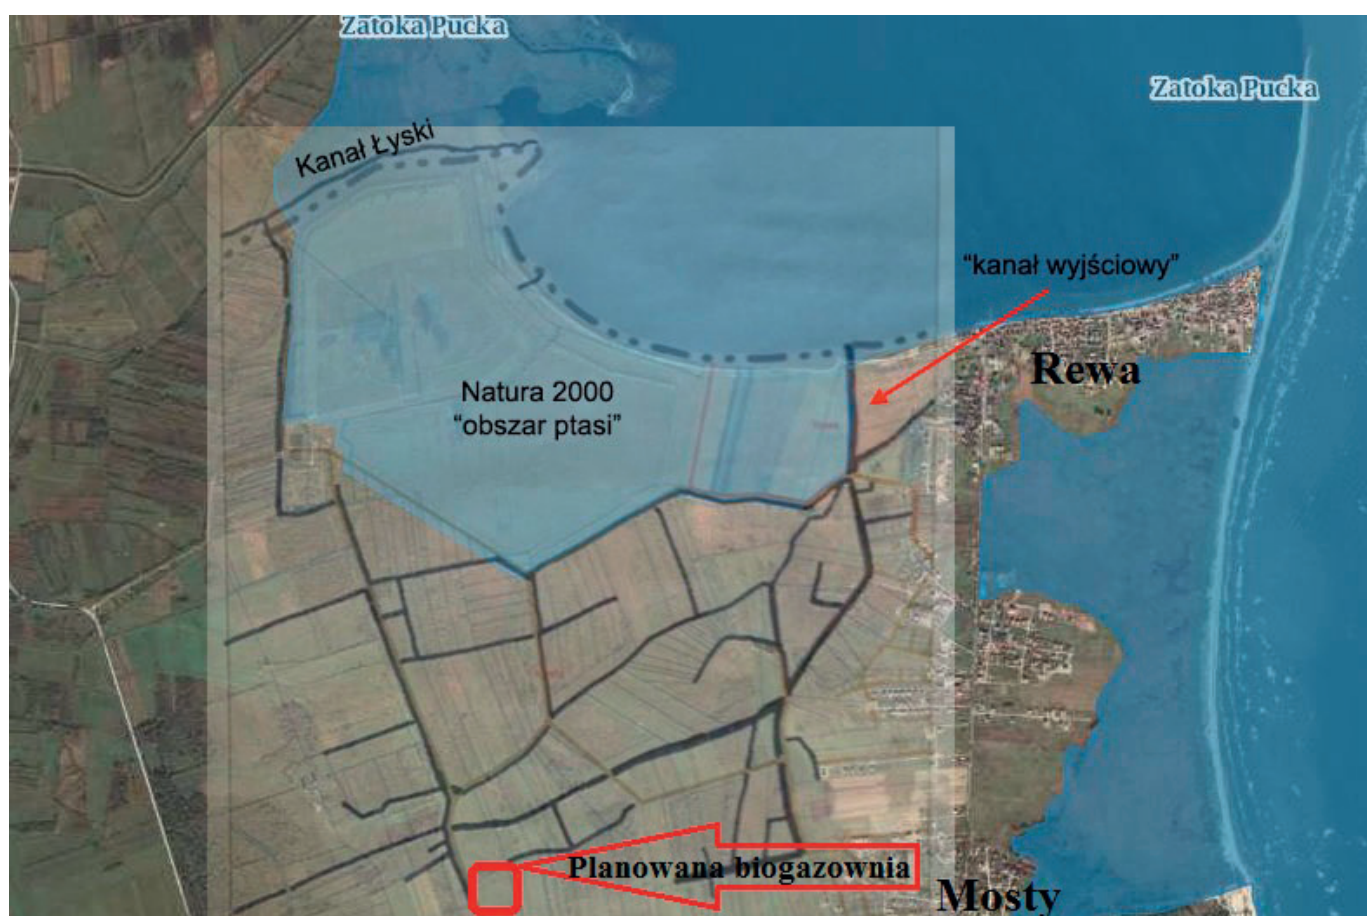 Zatoka Pucka
Zatoka Pucka
Kanał Łyski
“kanał wyjściowy”
Rewa
Natura 2000
“obszar ptasi”
Planowana biogazownia
Mosty